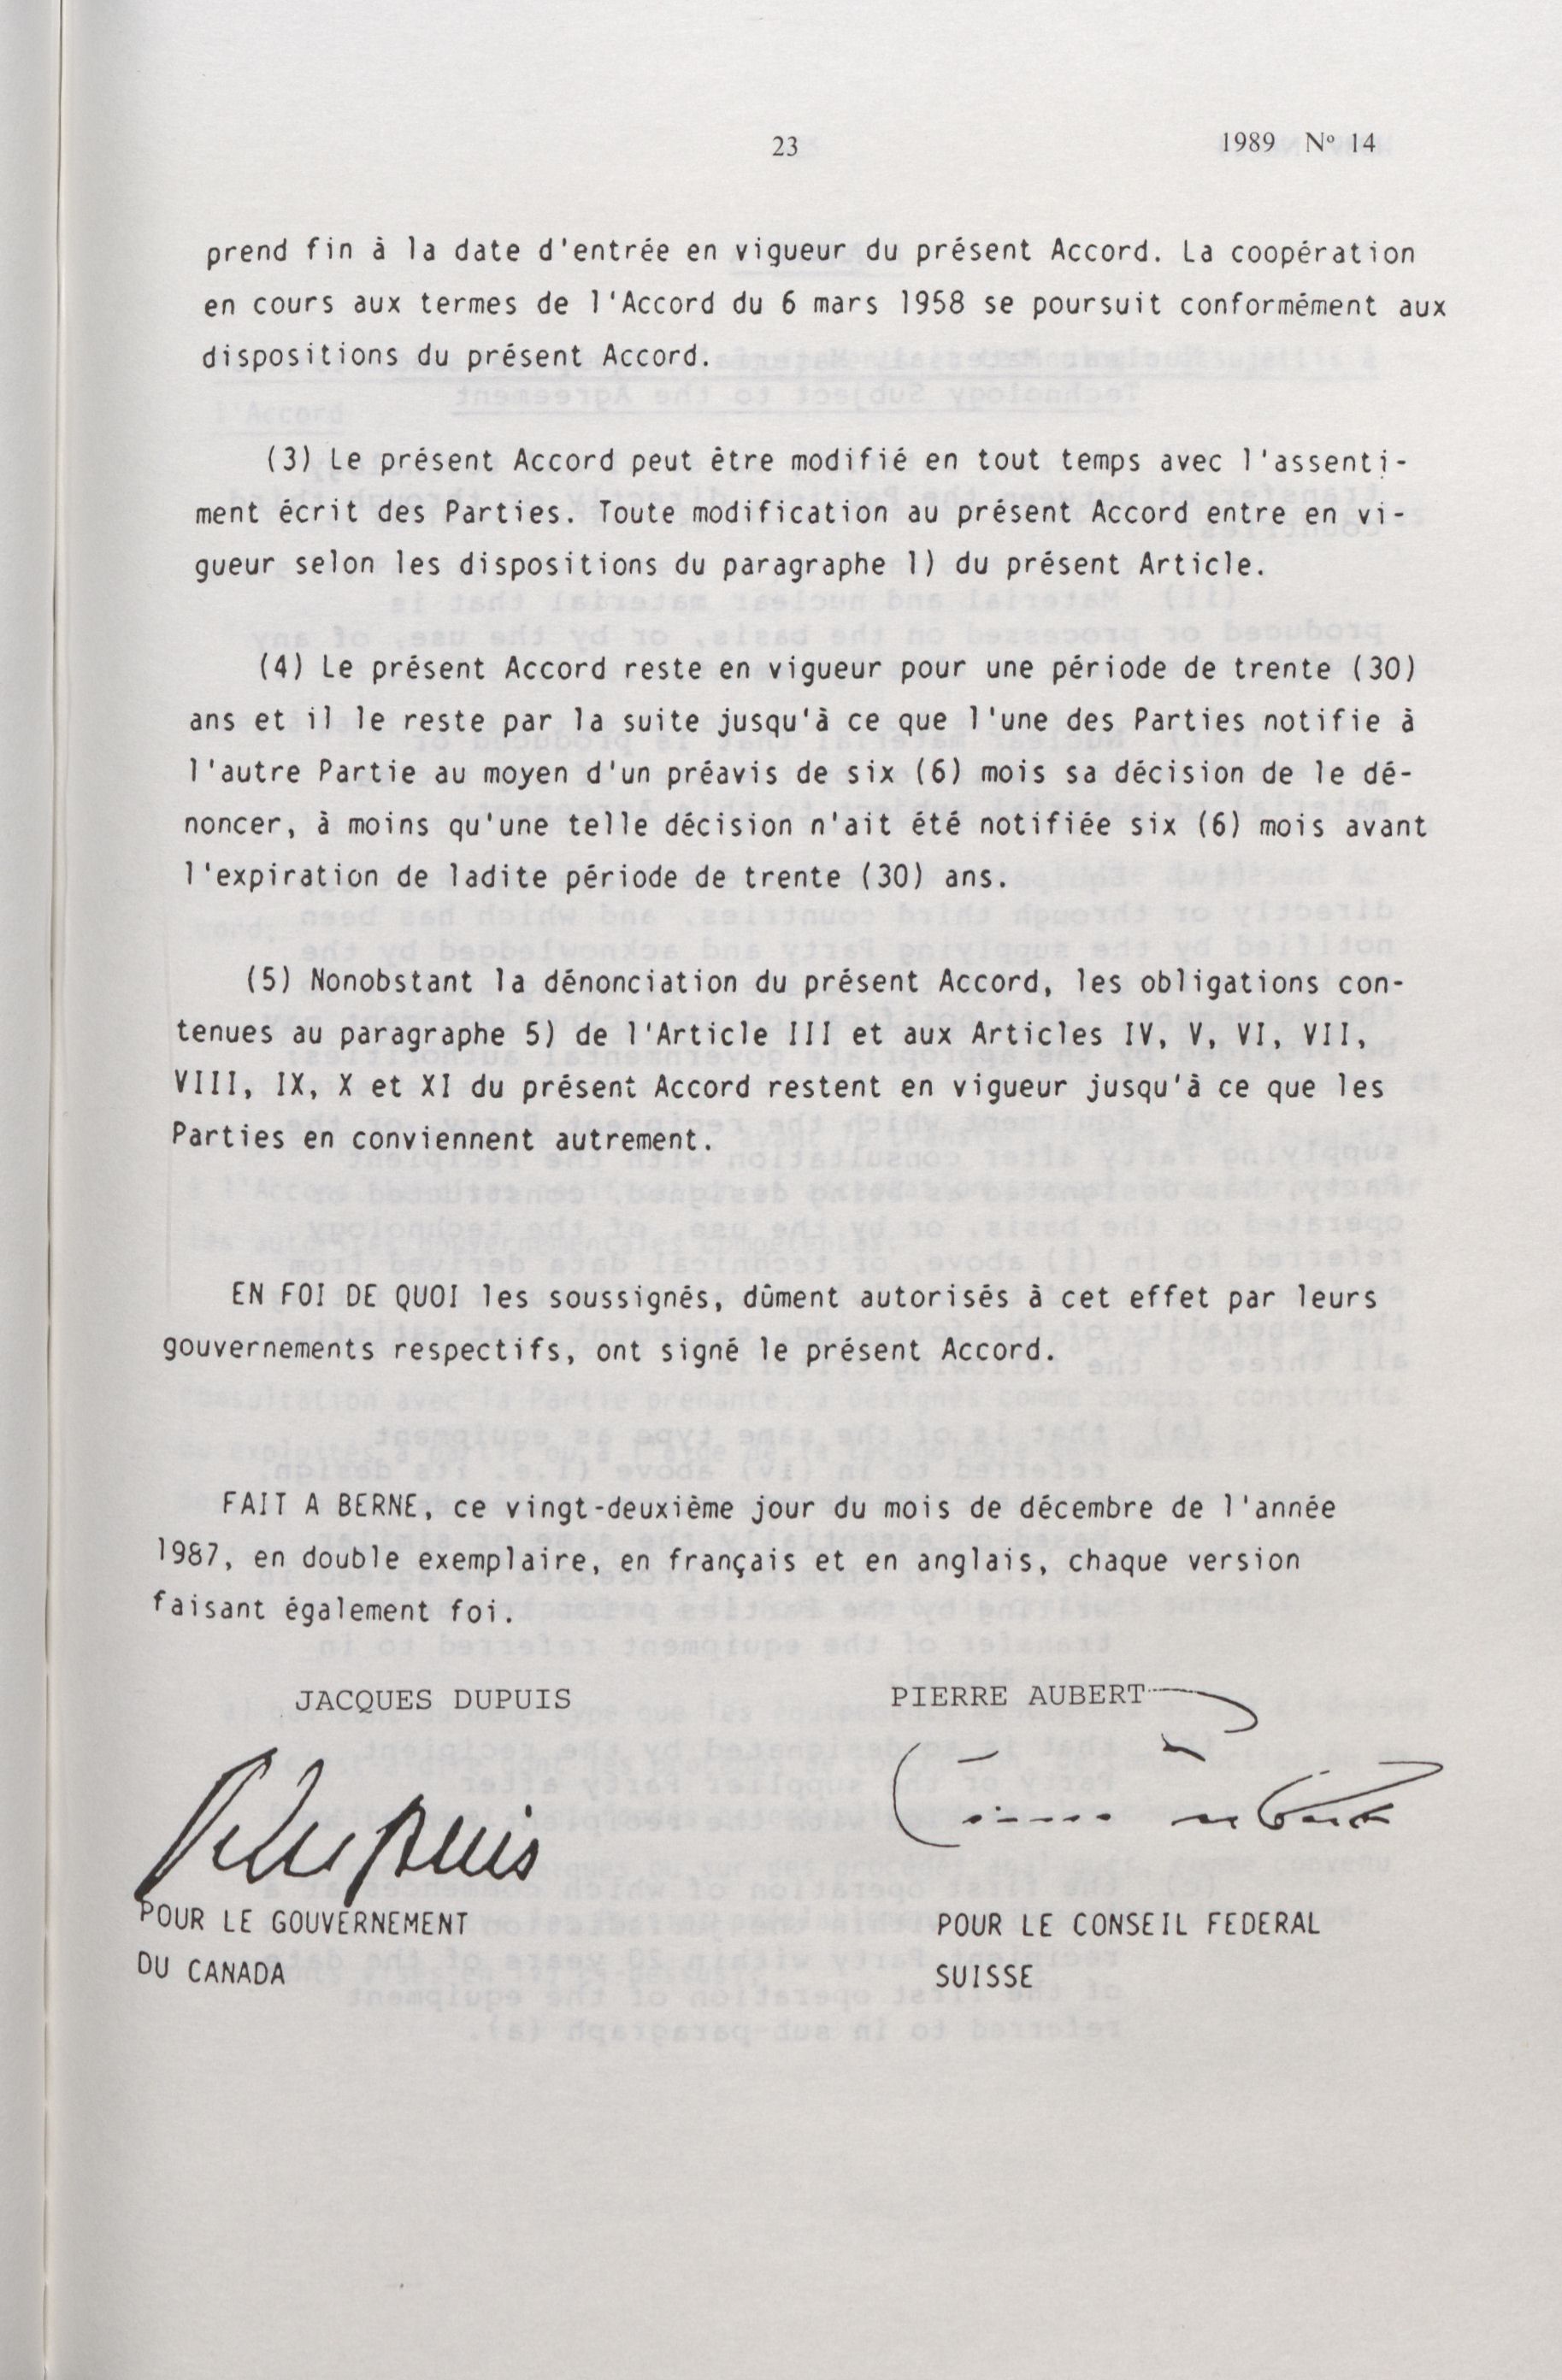 23
1989 Nº 14
prend fin à la date d'entrée en vigueur du présent Accord. La coopération
en cours aux termes de l'Accord du 6 mars 1958 se poursuit conformément aux
dispositions du présent Accord.
(3) Le présent Accord peut être modifié en tout temps avec l'assenti-
ment écrit des Parties. Toute modification au présent Accord entre en vi-
gueur selon les dispositions du paragraphe 1) du présent Article.
(4) Le présent Accord reste en vigueur pour une période de trente (30)
ans et il le reste par la suite jusqu'à ce que l'une des Parties notifie à
l'autre Partie au moyen d'un préavis de six (6) mois sa décision de le dé-
noncer, à moins qu'une telle décision n'ait été notifiée six (6) mois avant
l'expiration de ladite période de trente (30) ans.
(5) Nonobstant la dénonciation du présent Accord, les obligations con-
tenues au paragraphe 5) de l'Article III et aux Articles IV, V, VI, VII,
VIII, IX, X et XI du présent Accord restent en vigueur jusqu'à ce que les
Parties en conviennent autrement.
EN FOI DE QUOI les soussignés, dûment autorisés à cet effet par leurs
gouvernements respectifs, ont signé le présent Accord.
FAIT A BERNE, ce vingt-deuxième jour du mois de décembre de l'année
1987, en double exemplaire, en français et en anglais, chaque version
faisant également foi.
JACQUES DUPUIS
PIERRE AUBERT
POUR LE GOUVERNEMENT
DU CANADA
POUR LE CONSEIL FEDERAL
SUISSE